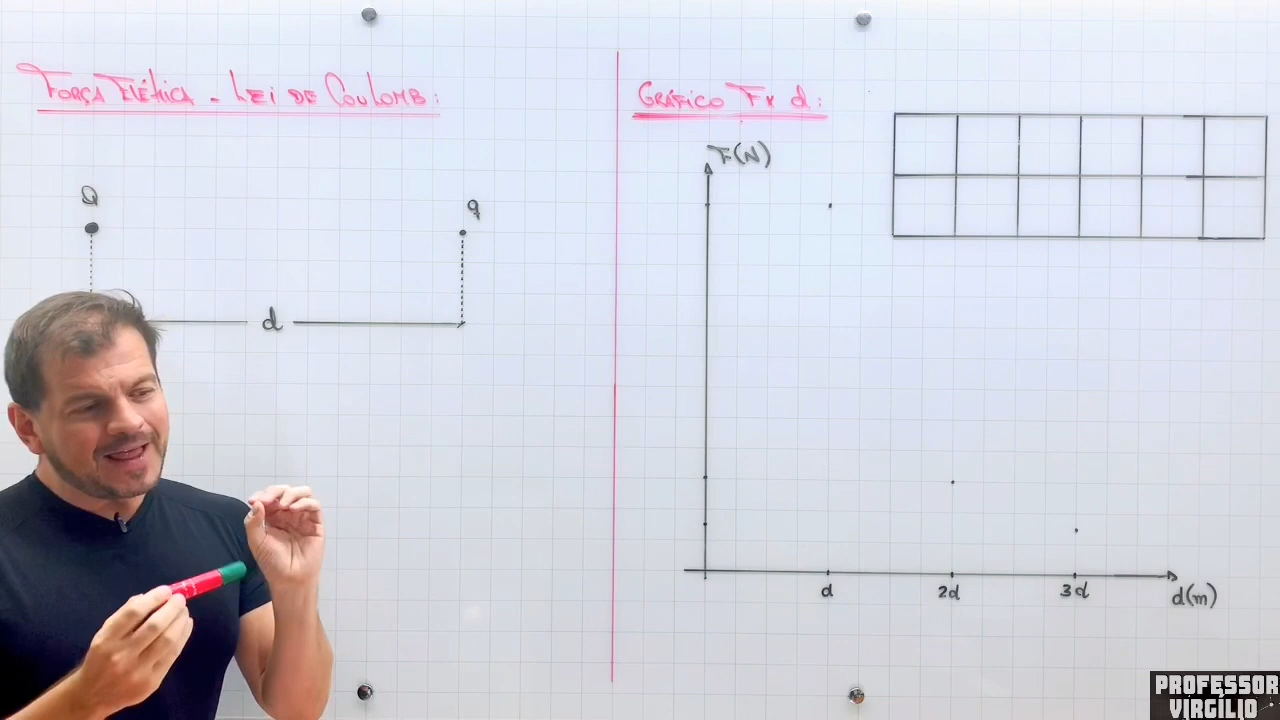 FORÇA ELÉTRICA - LEI DE COULOMB:
Q
q
d
GRÁFICO F x d:
F(N)
d
2d
3d
d(m)
PROFESSOR
VIRGÍLIO